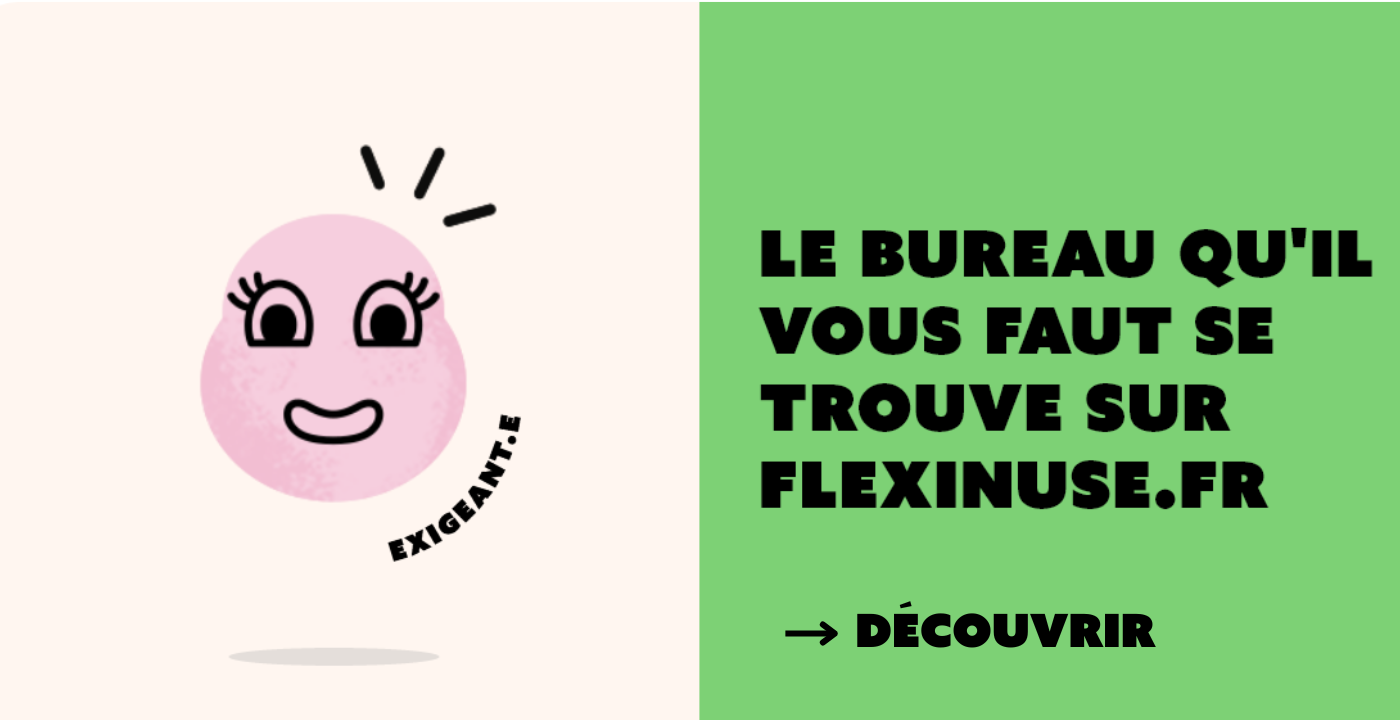 EXIGEANT.E
LE BUREAU QU'IL
VOUS FAUT SE
TROUVE SUR
FLEXINUSE.FR
→ DÉCOUVRIR